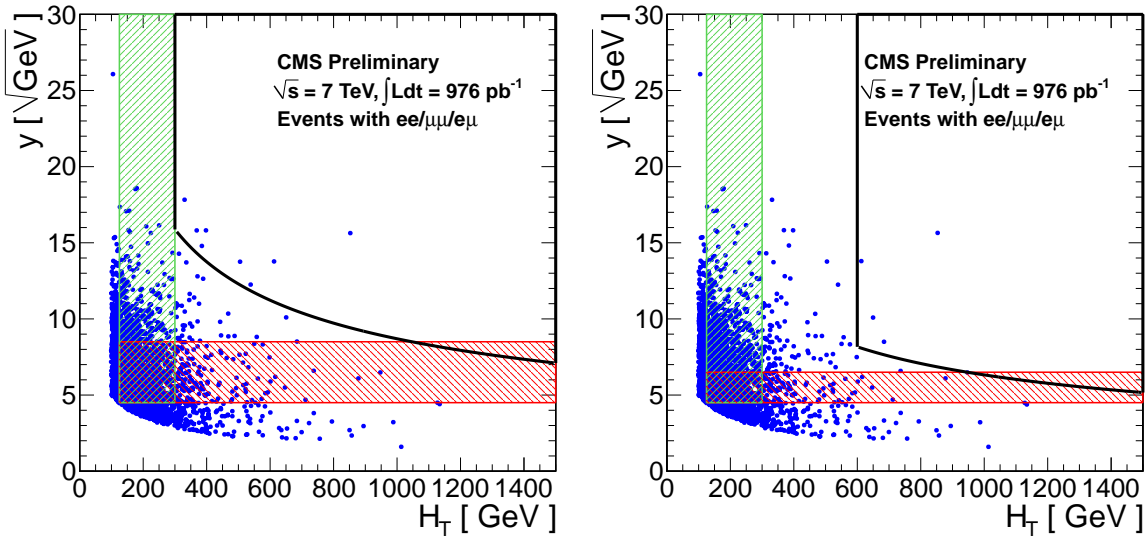 y [ √GeV ]
30
25
20
15
10
5
0
CMS Preliminary
√s = 7 TeV, ∫Ldt = 976 pb⁻¹
Events with ee/μμ/eμ
0 200 400 600 800 1000 1200 1400
H_T [ GeV ]
y [ √GeV ]
30
25
20
15
10
5
0
CMS Preliminary
√s = 7 TeV, ∫Ldt = 976 pb⁻¹
Events with ee/μμ/eμ
0 200 400 600 800 1000 1200 1400
H_T [ GeV ]